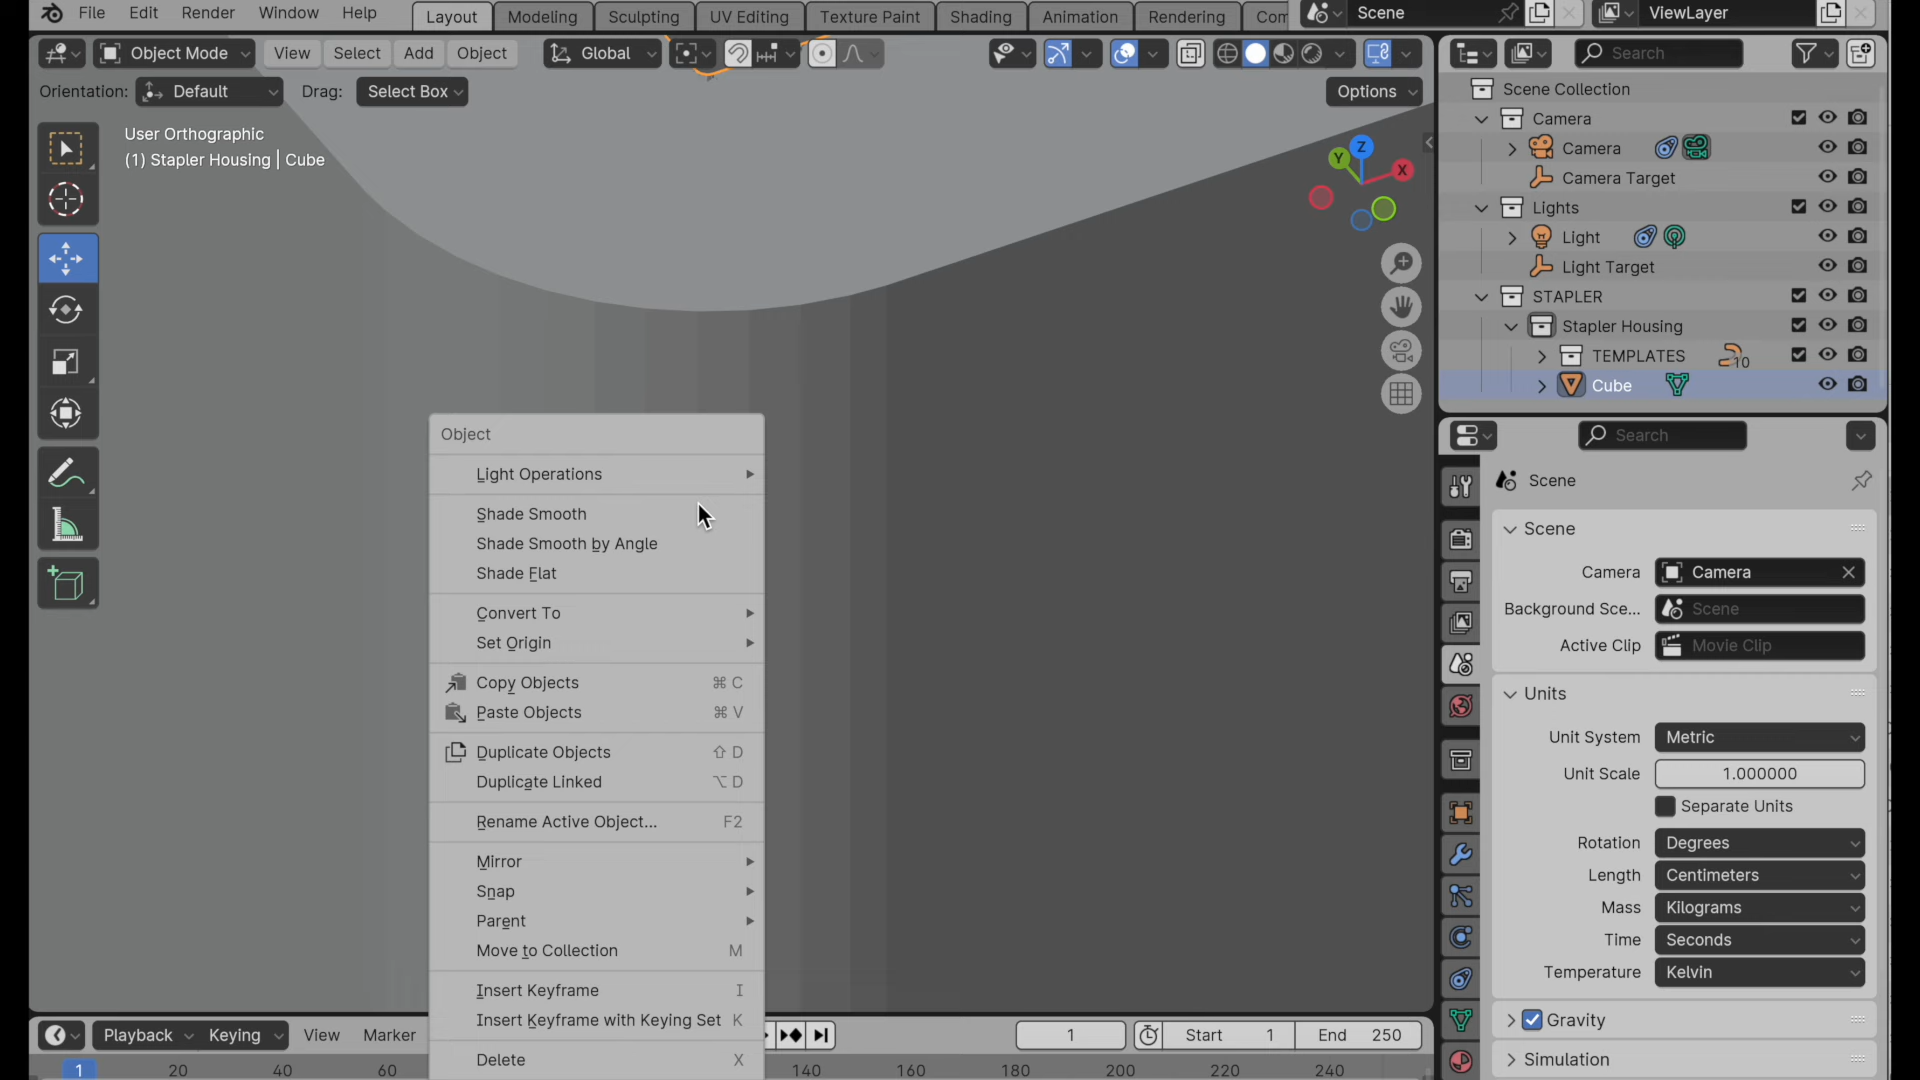 File Edit Render Window Help Layout Modeling Sculpting UV Editing Texture Paint Shading Animation Rendering Scene ViewLayer
Object Mode View Select Add Object Global Search
Orientation: Default Drag: Select Box Options
User Orthographic
(1) Stapler Housing | Cube
Z
Y
X
Object
Light Operations
Shade Smooth
Shade Smooth by Angle
Shade Flat
Convert To
Set Origin
Copy Objects ⌘ C
Paste Objects ⌘ V
Duplicate Objects ⇧ D
Duplicate Linked ⌥ D
Rename Active Object... F2
Mirror
Snap
Parent
Move to Collection M
Insert Keyframe I
Insert Keyframe with Keying Set K
Delete X
Scene Collection
Camera
Camera
Camera Target
Lights
Light
Light Target
STAPLER
Stapler Housing
TEMPLATES 10
Cube
Search
Scene
Scene
Camera Camera
Background Sce... Scene
Active Clip Movie Clip
Units
Unit System Metric
Unit Scale 1.000000
Separate Units
Rotation Degrees
Length Centimeters
Mass Kilograms
Time Seconds
Temperature Kelvin
Gravity
Simulation
Playback Keying View Marker 1 Start 1 End 250
1 20 40 60 140 160 180 200 220 240